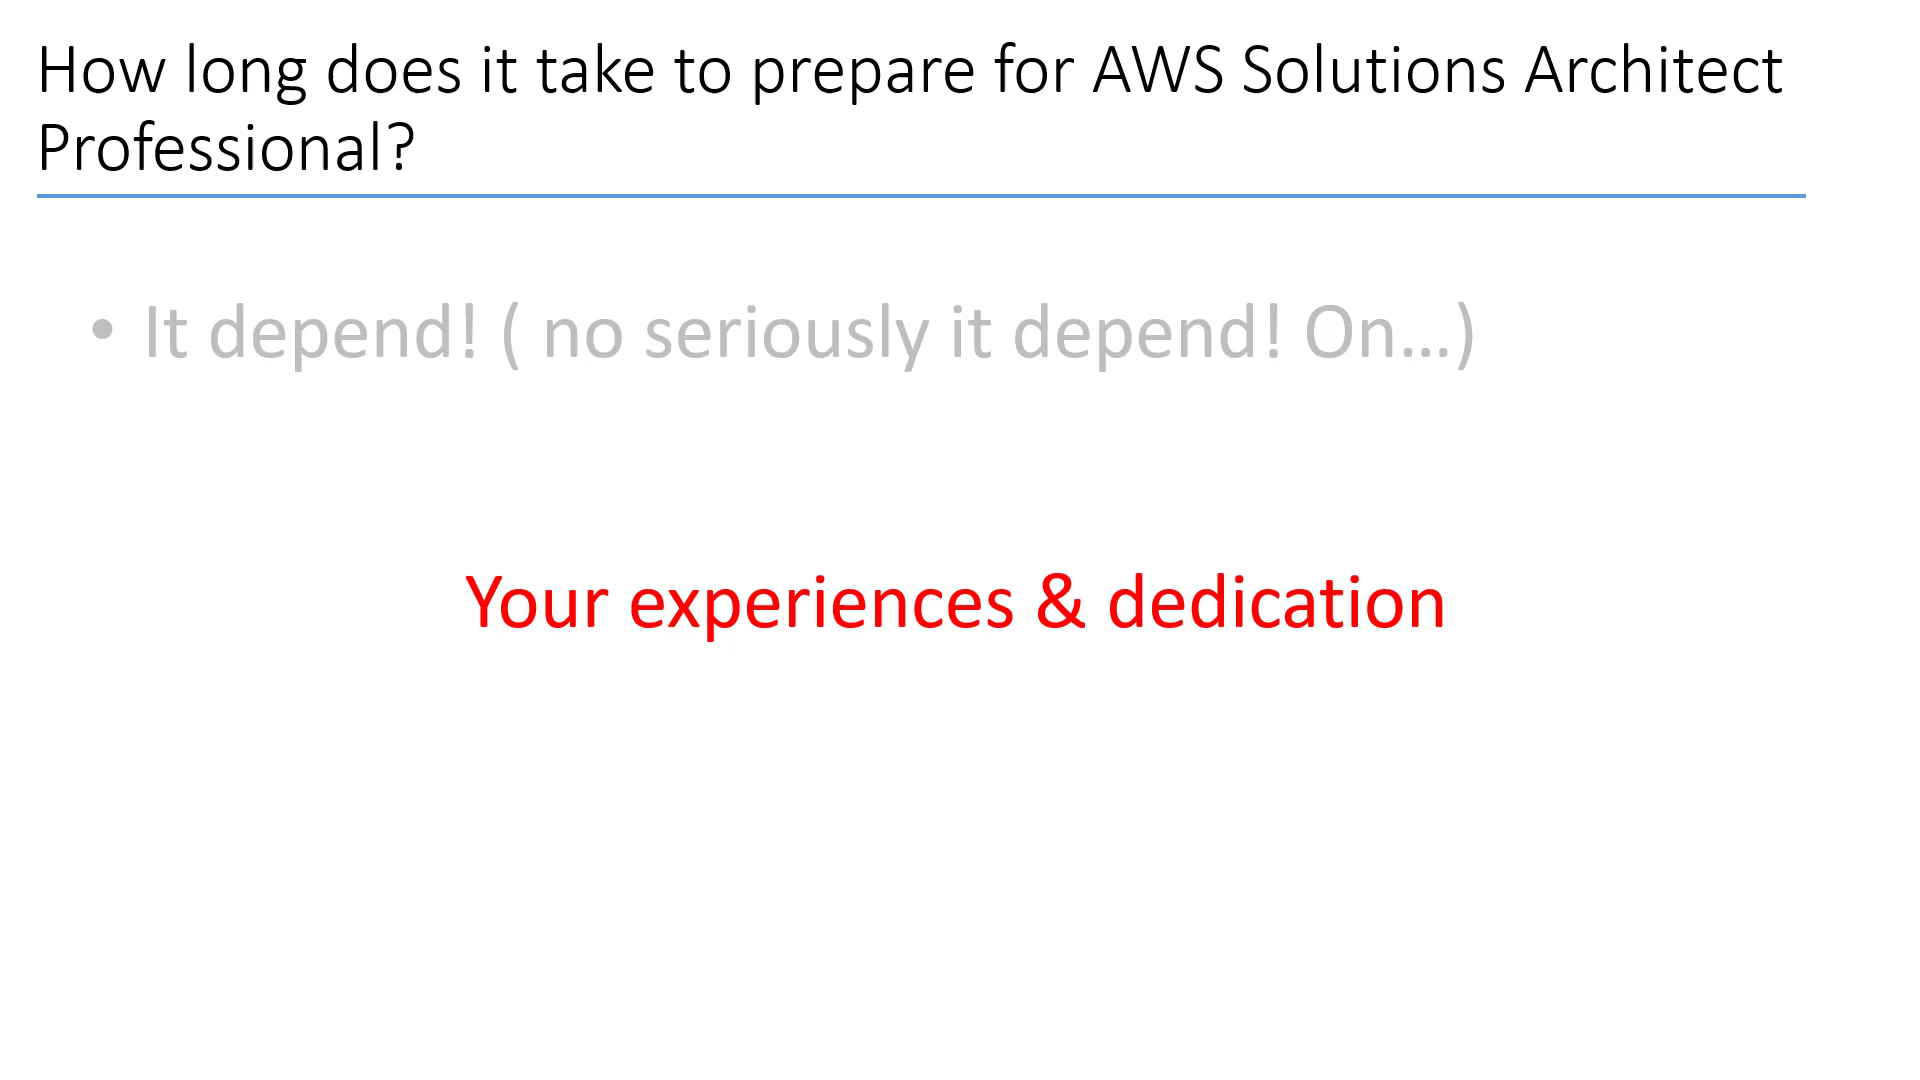 How long does it take to prepare for AWS Solutions Architect
Professional?
• It depend! ( no seriously it depend! On...)
Your experiences & dedication